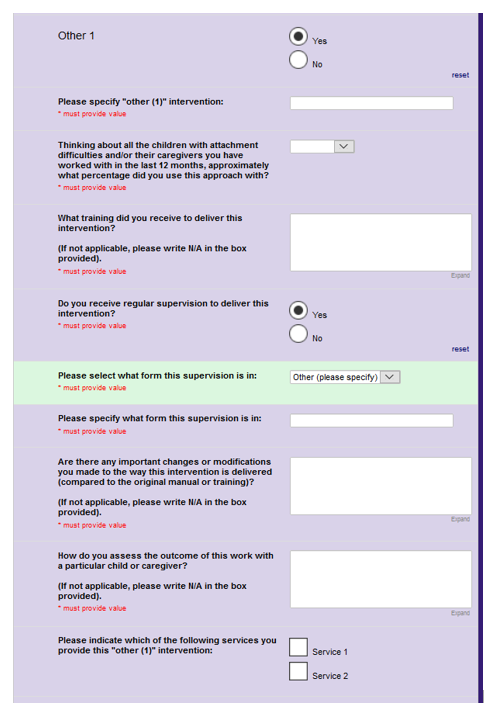 Other 1
Yes
No
reset
Please specify "other (1)" intervention:
* must provide value
Thinking about all the children with attachment
difficulties and/or their caregivers you have
worked with in the last 12 months, approximately
what percentage did you use this approach with?
* must provide value
What training did you receive to deliver this
intervention?
(If not applicable, please write N/A in the box
provided).
* must provide value
Expand
Do you receive regular supervision to deliver this
intervention?
* must provide value
Yes
No
reset
Please select what form this supervision is in:
* must provide value
Other (please specify)
Please specify what form this supervision is in:
* must provide value
Are there any important changes or modifications
you made to the way this intervention is delivered
(compared to the original manual or training)?
(If not applicable, please write N/A in the box
provided).
* must provide value
Expand
How do you assess the outcome of this work with
a particular child or caregiver?
(If not applicable, please write N/A in the box
provided).
* must provide value
Expand
Please indicate which of the following services you
provide this "other (1)" intervention:
Service 1
Service 2